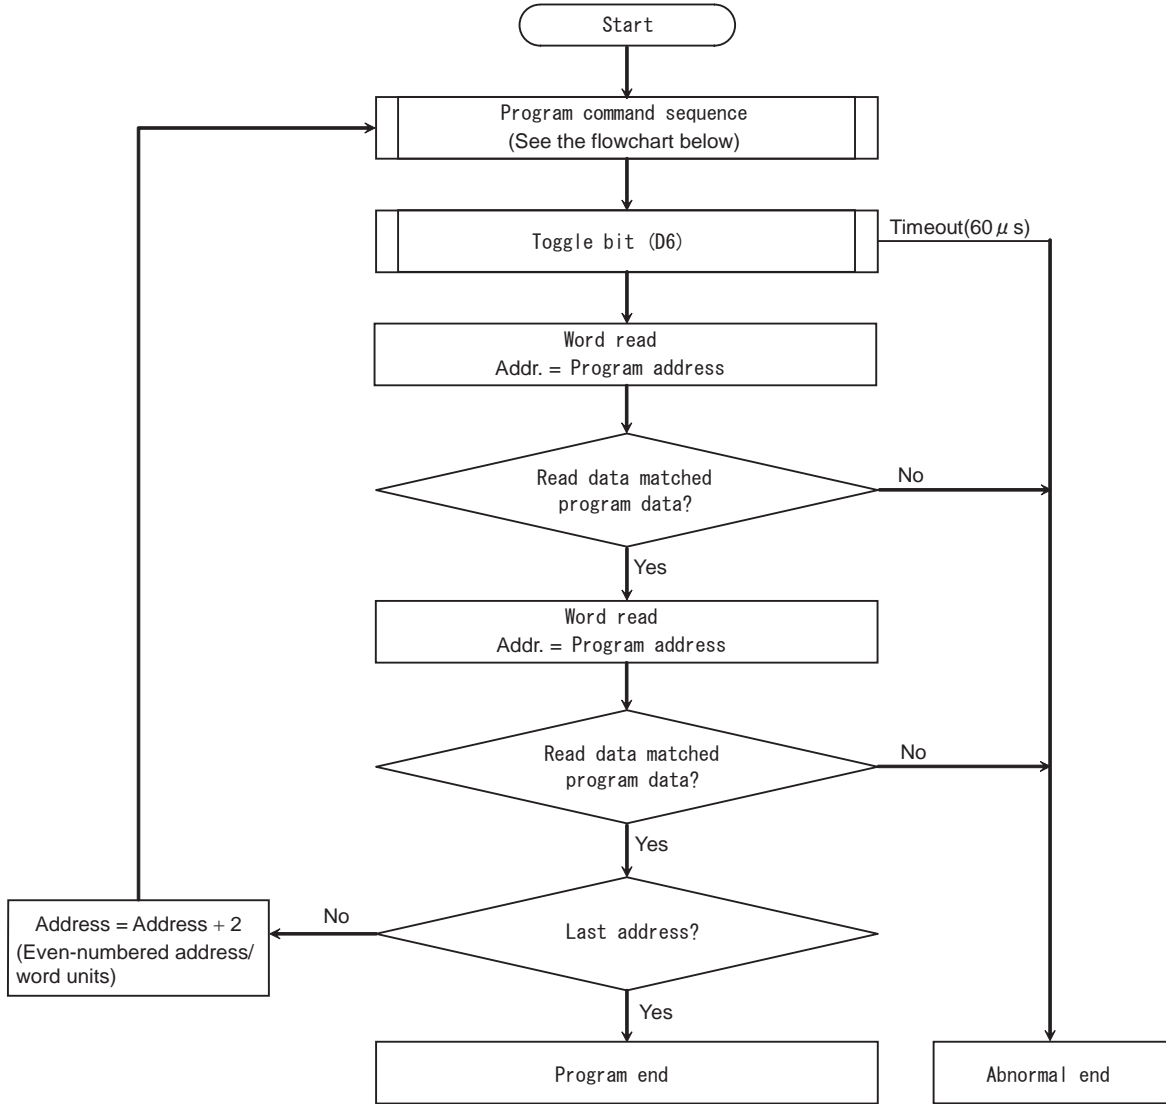 Start
Program command sequence
(See the flowchart below)
Toggle bit (D6)
Timeout(60 μ s)
Word read
Addr. = Program address
Read data matched
program data?
No
Yes
Word read
Addr. = Program address
Read data matched
program data?
No
Yes
Address = Address + 2
(Even-numbered address/
word units)
No
Last address?
Yes
Program end
Abnormal end